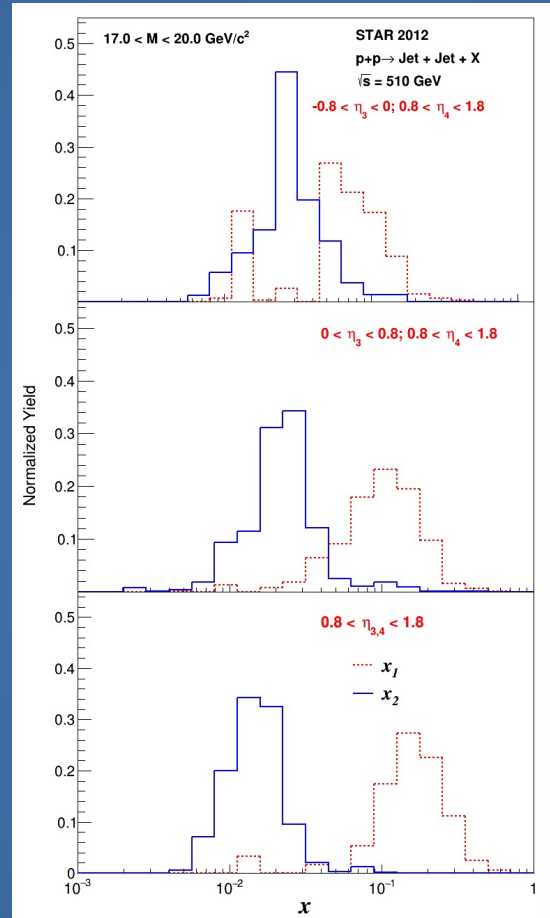 17.0 < M < 20.0 GeV/c²
STAR 2012
p+p→ Jet + Jet + X
√s = 510 GeV
-0.8 < η₃ < 0; 0.8 < η₄ < 1.8
0.5
0.4
0.3
0.2
0.1
0 < η₃ < 0.8; 0.8 < η₄ < 1.8
0.5
0.4
0.3
0.2
0.1
Normalized Yield
0.8 < η₃,₄ < 1.8
x₁
x₂
0.5
0.4
0.3
0.2
0.1
0
10⁻³
10⁻²
10⁻¹
1
x